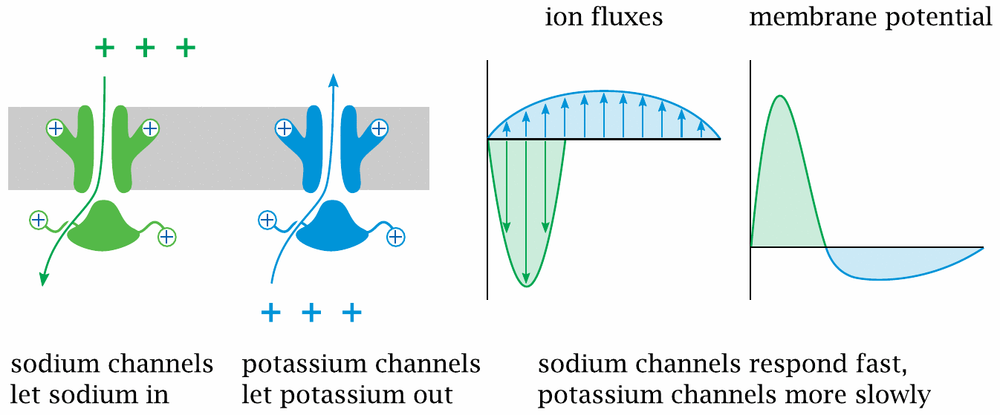 ion fluxes
membrane potential
+ + +
+ +
+ +
+ +
+ +
+ + +
sodium channels
let sodium in
potassium channels
let potassium out
sodium channels respond fast,
potassium channels more slowly